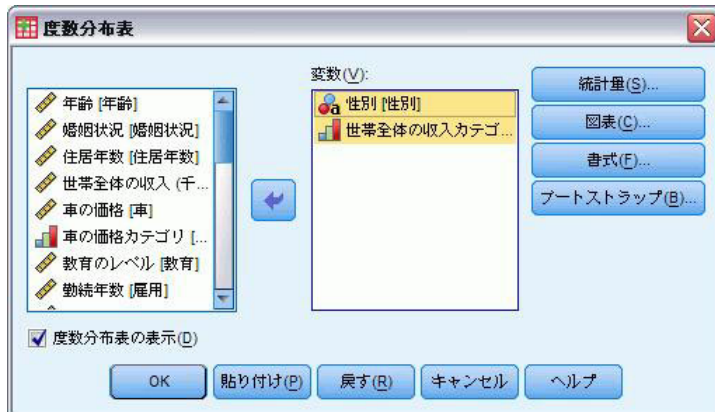 度数分布表
変数(V):
年齢 [年齢]
婚姻状況 [婚姻状況]
住居年数 [住居年数]
世帯全体の収入 (千...
車の価格 [車]
車の価格カテゴリ [...
教育のレベル [教育]
勤続年数 [雇用]
性別 [性別]
世帯全体の収入カテゴ...
統計量(S)...
図表(C)...
書式(F)...
ブートストラップ(B)...
度数分布表の表示(D)
OK
貼り付け(P)
戻す(R)
キャンセル
ヘルプ